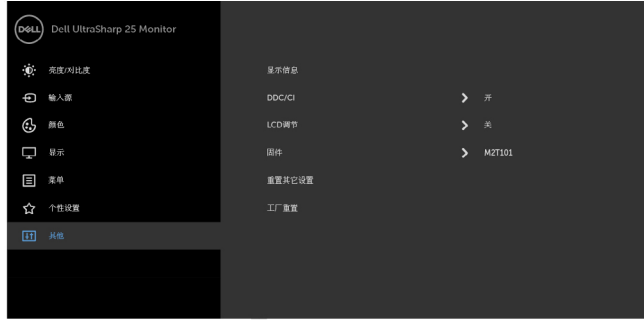 DELL Dell UltraSharp 25 Monitor
亮度/对比度
输入源
颜色
显示
菜单
个性设置
其他
显示信息
DDC/CI 开
LCD调节 关
固件 M2T101
重置其它设置
工厂重置